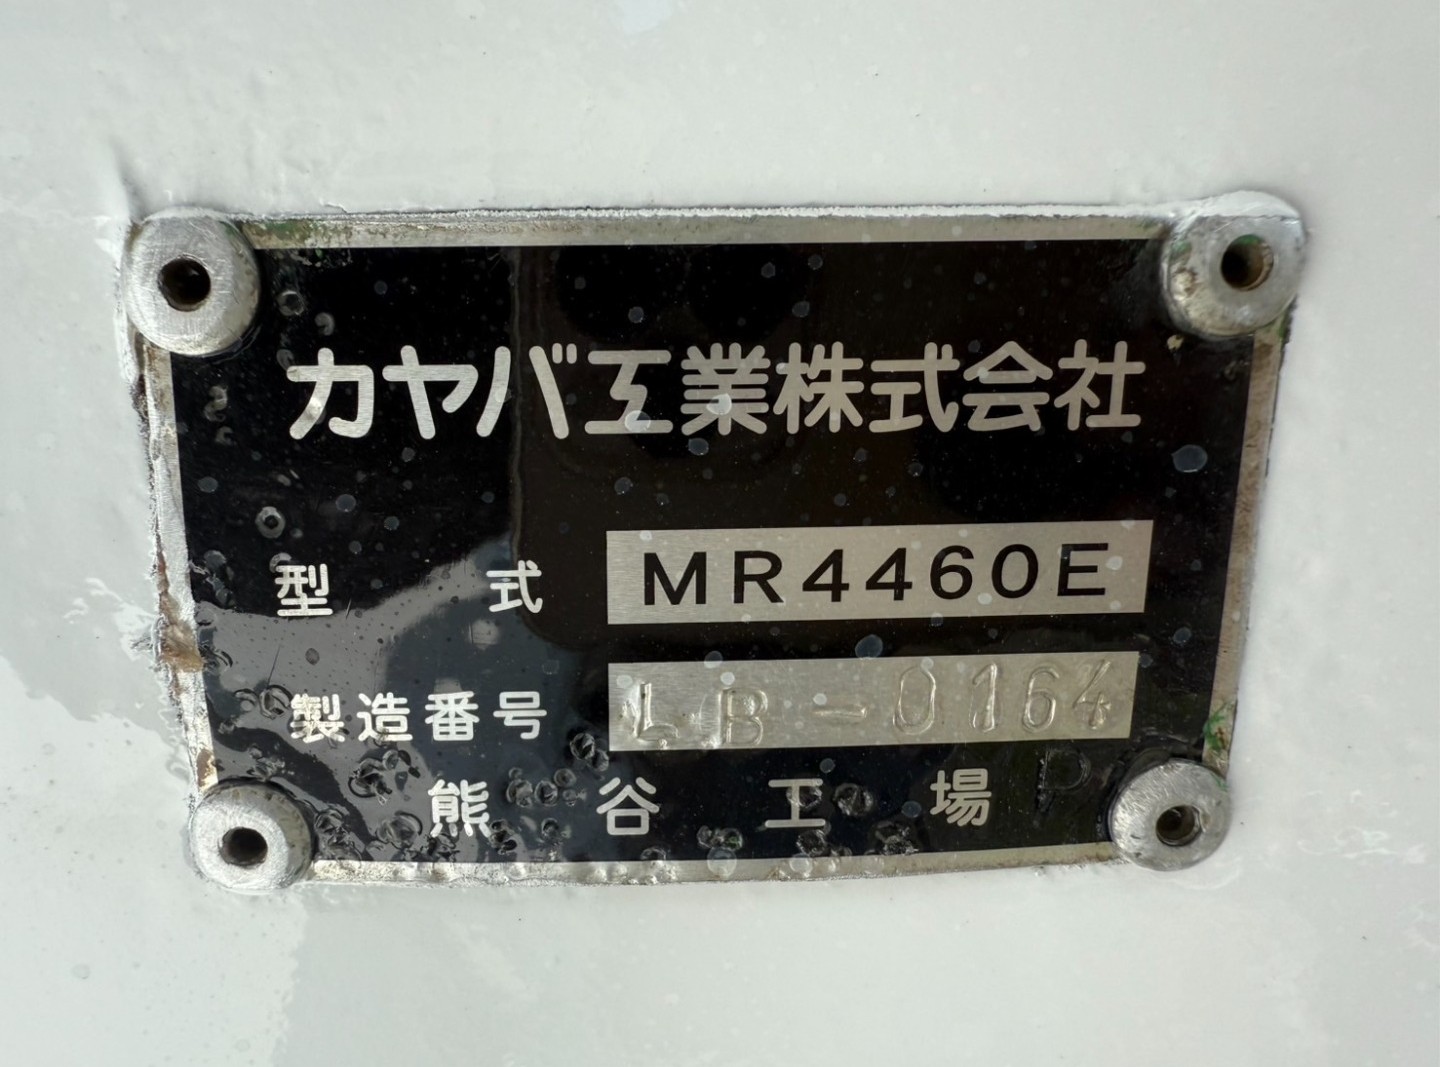 カヤバ工業株式会社
型式 MR4460E
製造番号 LB-0164
熊谷工場 P